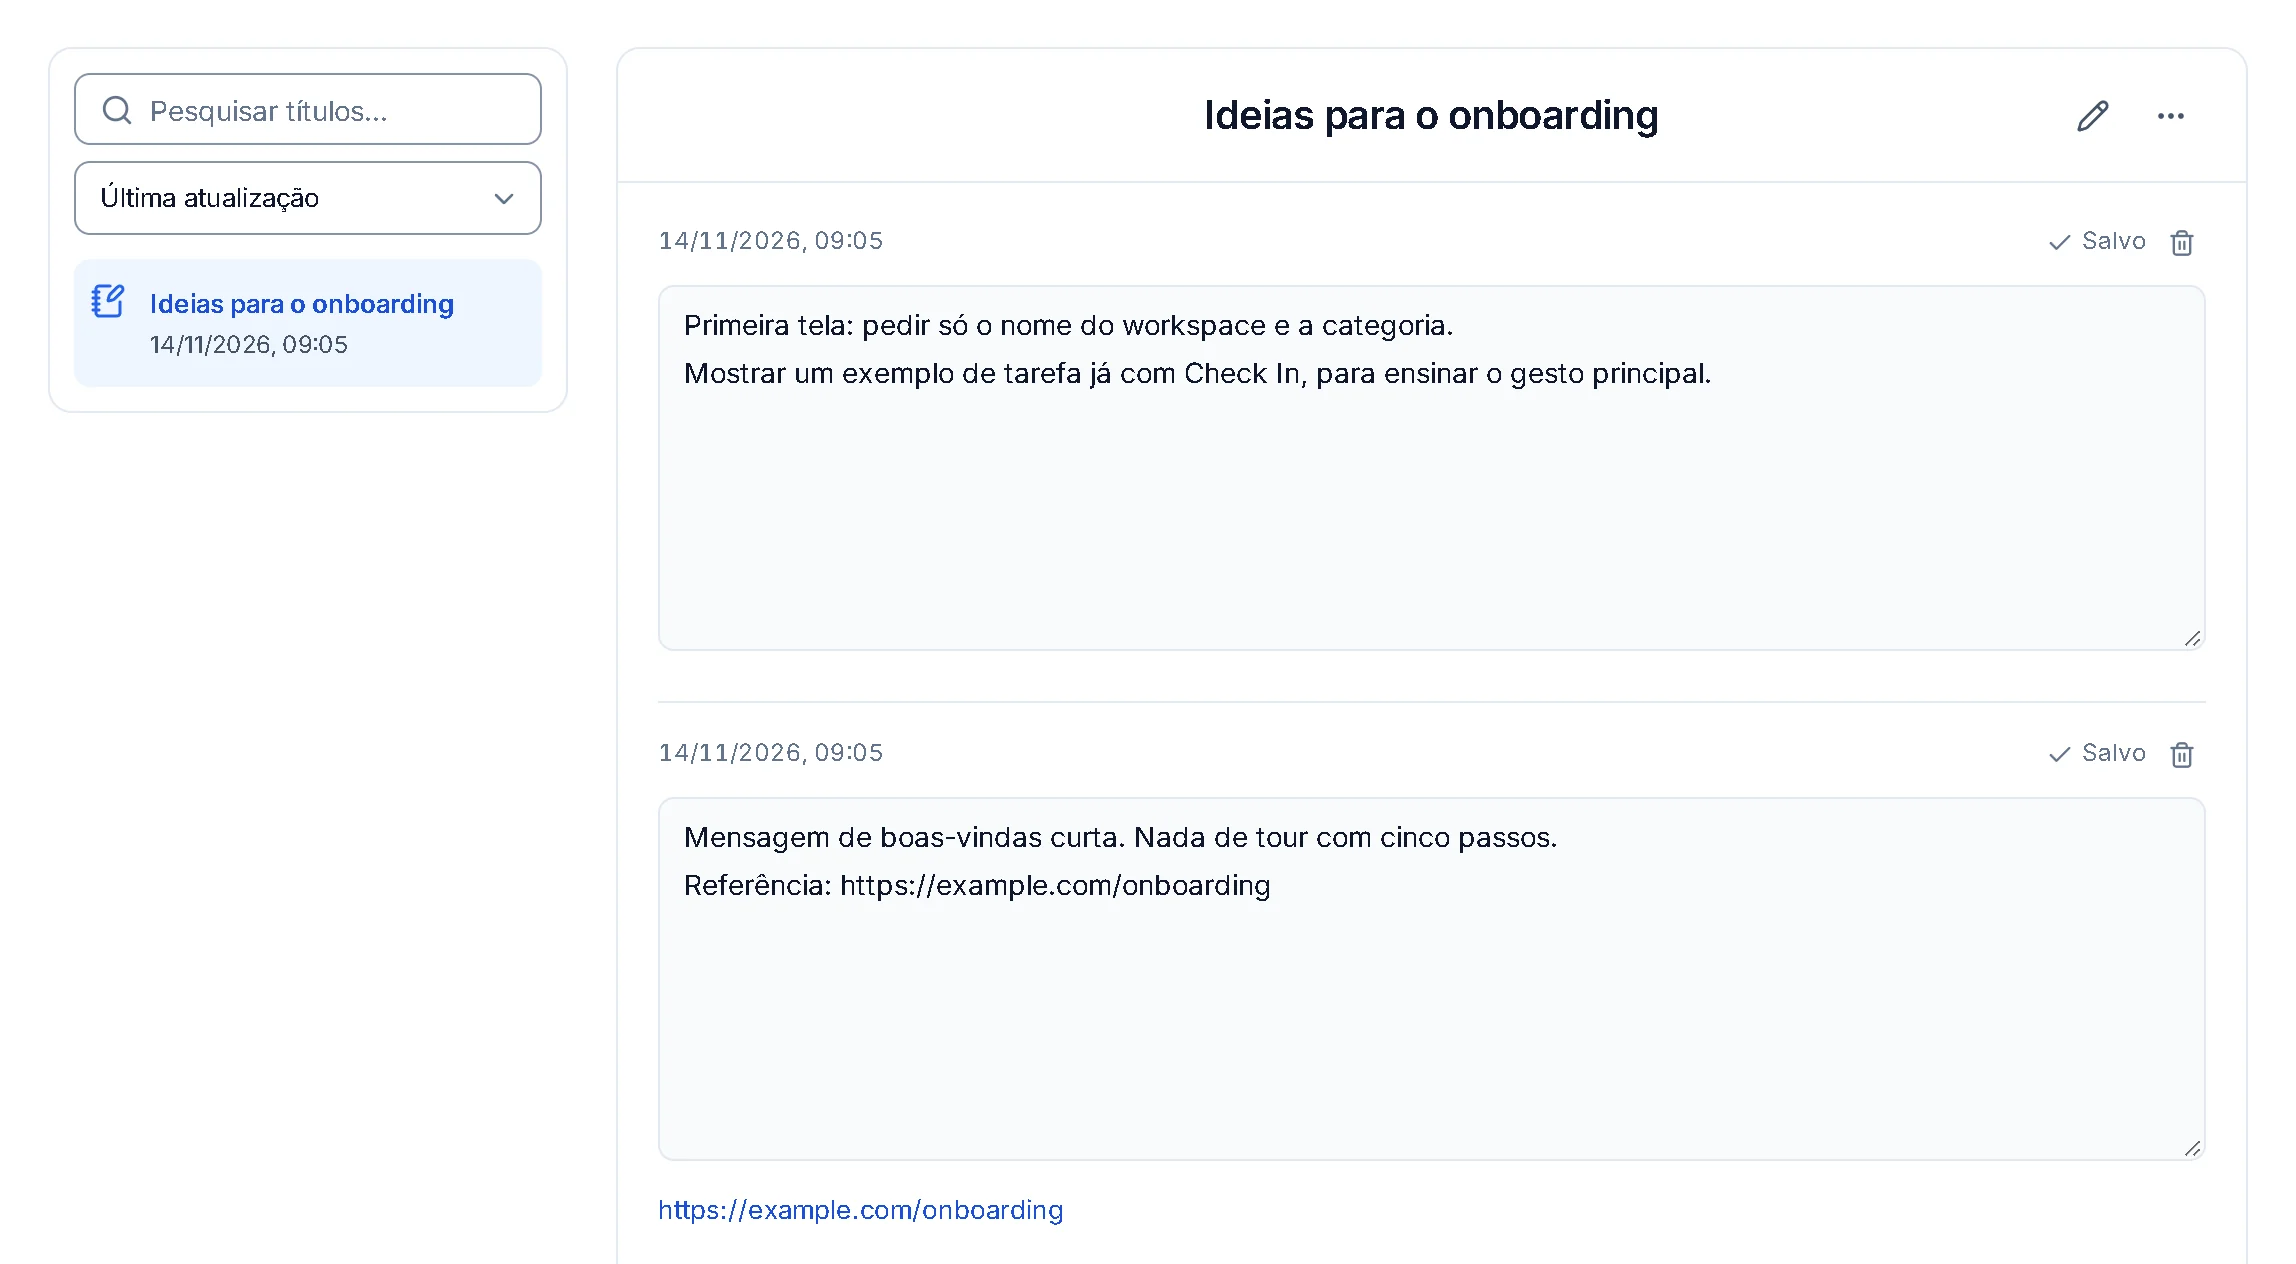 Pesquisar títulos...
Última atualização
Ideias para o onboarding
14/11/2026, 09:05
Ideias para o onboarding
14/11/2026, 09:05
Salvo
Primeira tela: pedir só o nome do workspace e a categoria.
Mostrar um exemplo de tarefa já com Check In, para ensinar o gesto principal.
14/11/2026, 09:05
Salvo
Mensagem de boas-vindas curta. Nada de tour com cinco passos.
Referência: https://example.com/onboarding
https://example.com/onboarding